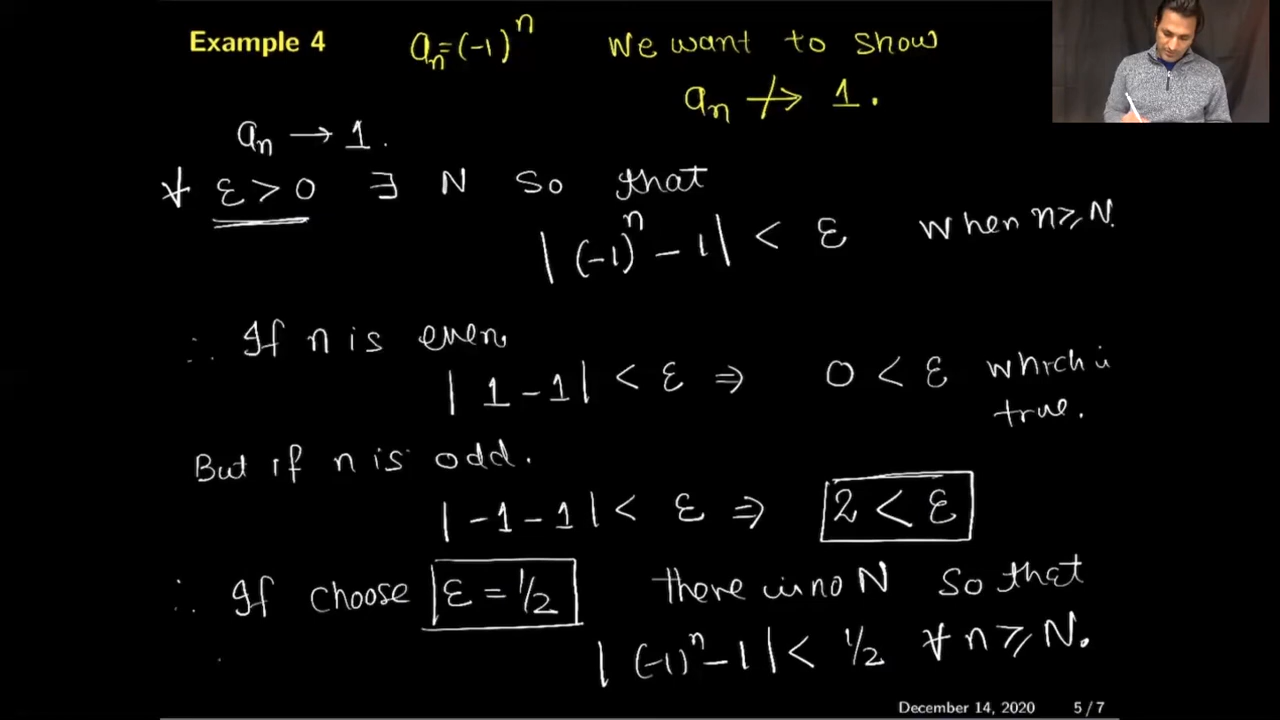 Example 4 aₙ = (-1)ⁿ We want to show
aₙ ↛ 1.
aₙ → 1.
∀ ε > 0 ∃ N So that
|(-1)ⁿ - 1| < ε when n ≥ N.
∴ If n is even,
|1 - 1| < ε ⇒ 0 < ε which is
true.
But if n is odd.
|-1 - 1| < ε ⇒ 2 < ε
∴ If choose ε = 1/2 there is no N So that
|(-1)ⁿ - 1| < 1/2 ∀ n ≥ N.
December 14, 2020 5 / 7